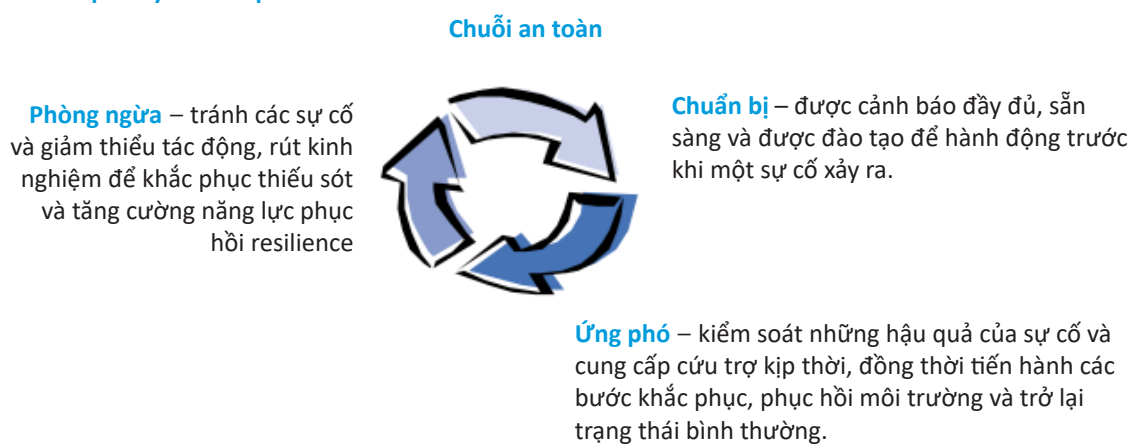 Chuỗi an toàn
Phòng ngừa – tránh các sự cố
và giảm thiểu tác động, rút kinh
nghiệm để khắc phục thiếu sót
và tăng cường năng lực phục
hồi resilience
Chuẩn bị – được cảnh báo đầy đủ, sẵn
sàng và được đào tạo để hành động trước
khi một sự cố xảy ra.
Ứng phó – kiểm soát những hậu quả của sự cố và
cung cấp cứu trợ kịp thời, đồng thời tiến hành các
bước khắc phục, phục hồi môi trường và trở lại
trạng thái bình thường.